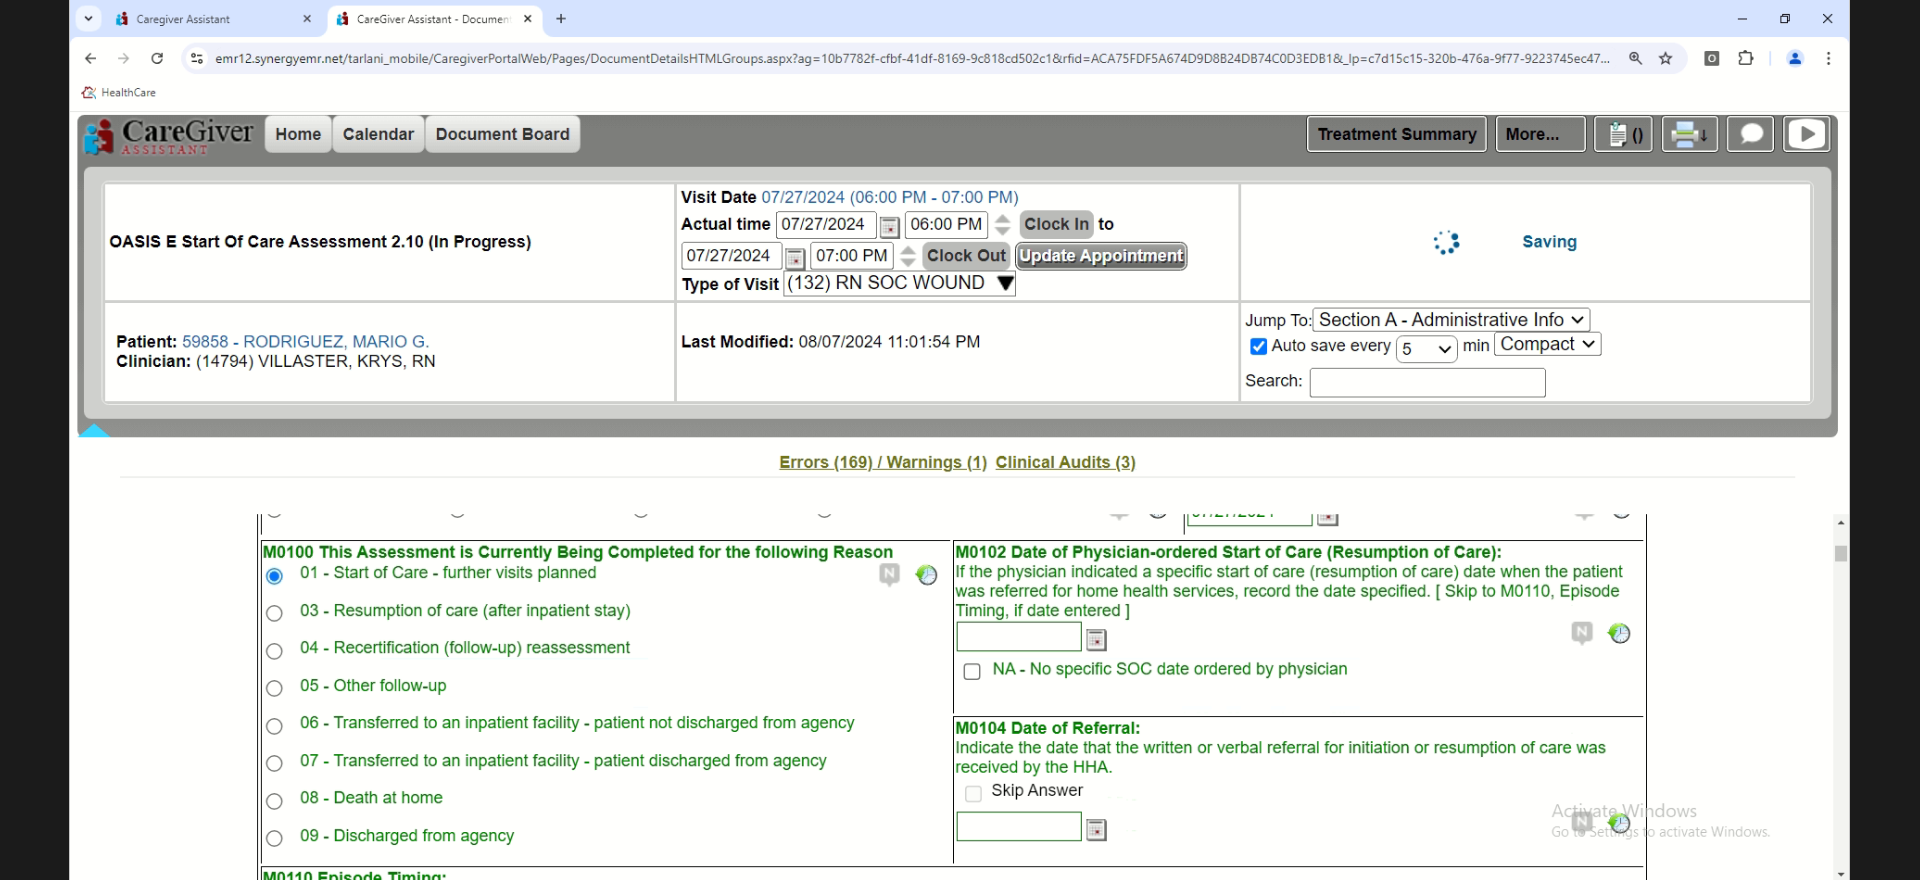 Caregiver Assistant
CareGiver Assistant - Documen
emr12.synergyemr.net/tarlani_mobile/CaregiverPortalWeb/Pages/DocumentDetailsHTMLGroups.aspx?ag=10b7782f-cfbf-41df-8169-9c818cd502c1&rfid=ACA75FDF5A674D9D8B24DB74C0D3EDB1&_lp=c7d15c15-320b-476a-9f77-9223745ec47...
HealthCare
CareGiver
ASSISTANT
Home
Calendar
Document Board
Treatment Summary
More...
()
OASIS E Start Of Care Assessment 2.10 (In Progress)
Visit Date 07/27/2024 (06:00 PM - 07:00 PM)
Actual time 07/27/2024 06:00 PM Clock In to
07/27/2024 07:00 PM Clock Out Update Appointment
Type of Visit (132) RN SOC WOUND
Saving
Patient: 59858 - RODRIGUEZ, MARIO G.
Clinician: (14794) VILLASTER, KRYS, RN
Last Modified: 08/07/2024 11:01:54 PM
Jump To: Section A - Administrative Info
Auto save every 5 min Compact
Search:
Errors (169) / Warnings (1) Clinical Audits (3)
M0100 This Assessment is Currently Being Completed for the following Reason
01 - Start of Care - further visits planned
N
03 - Resumption of care (after inpatient stay)
04 - Recertification (follow-up) reassessment
05 - Other follow-up
06 - Transferred to an inpatient facility - patient not discharged from agency
07 - Transferred to an inpatient facility - patient discharged from agency
08 - Death at home
09 - Discharged from agency
M0102 Date of Physician-ordered Start of Care (Resumption of Care):
If the physician indicated a specific start of care (resumption of care) date when the patient
was referred for home health services, record the date specified. [ Skip to M0110, Episode
Timing, if date entered ]
N
NA - No specific SOC date ordered by physician
M0104 Date of Referral:
Indicate the date that the written or verbal referral for initiation or resumption of care was
received by the HHA.
Skip Answer
N
Activate Windows
Go to Settings to activate Windows.
M0110 Episode Timing: